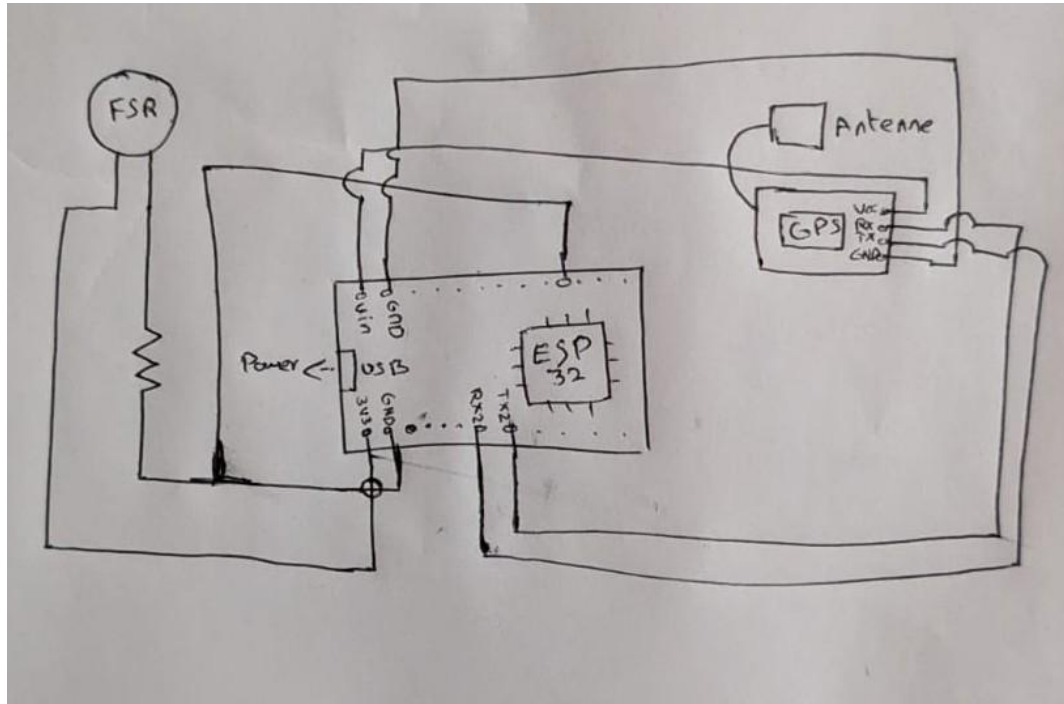 FSR
Antenne
Vcc
RX
TX
GND
GPS
Vin
GND
Power
USB
ESP
32
3V3
GND
RX2
TX2